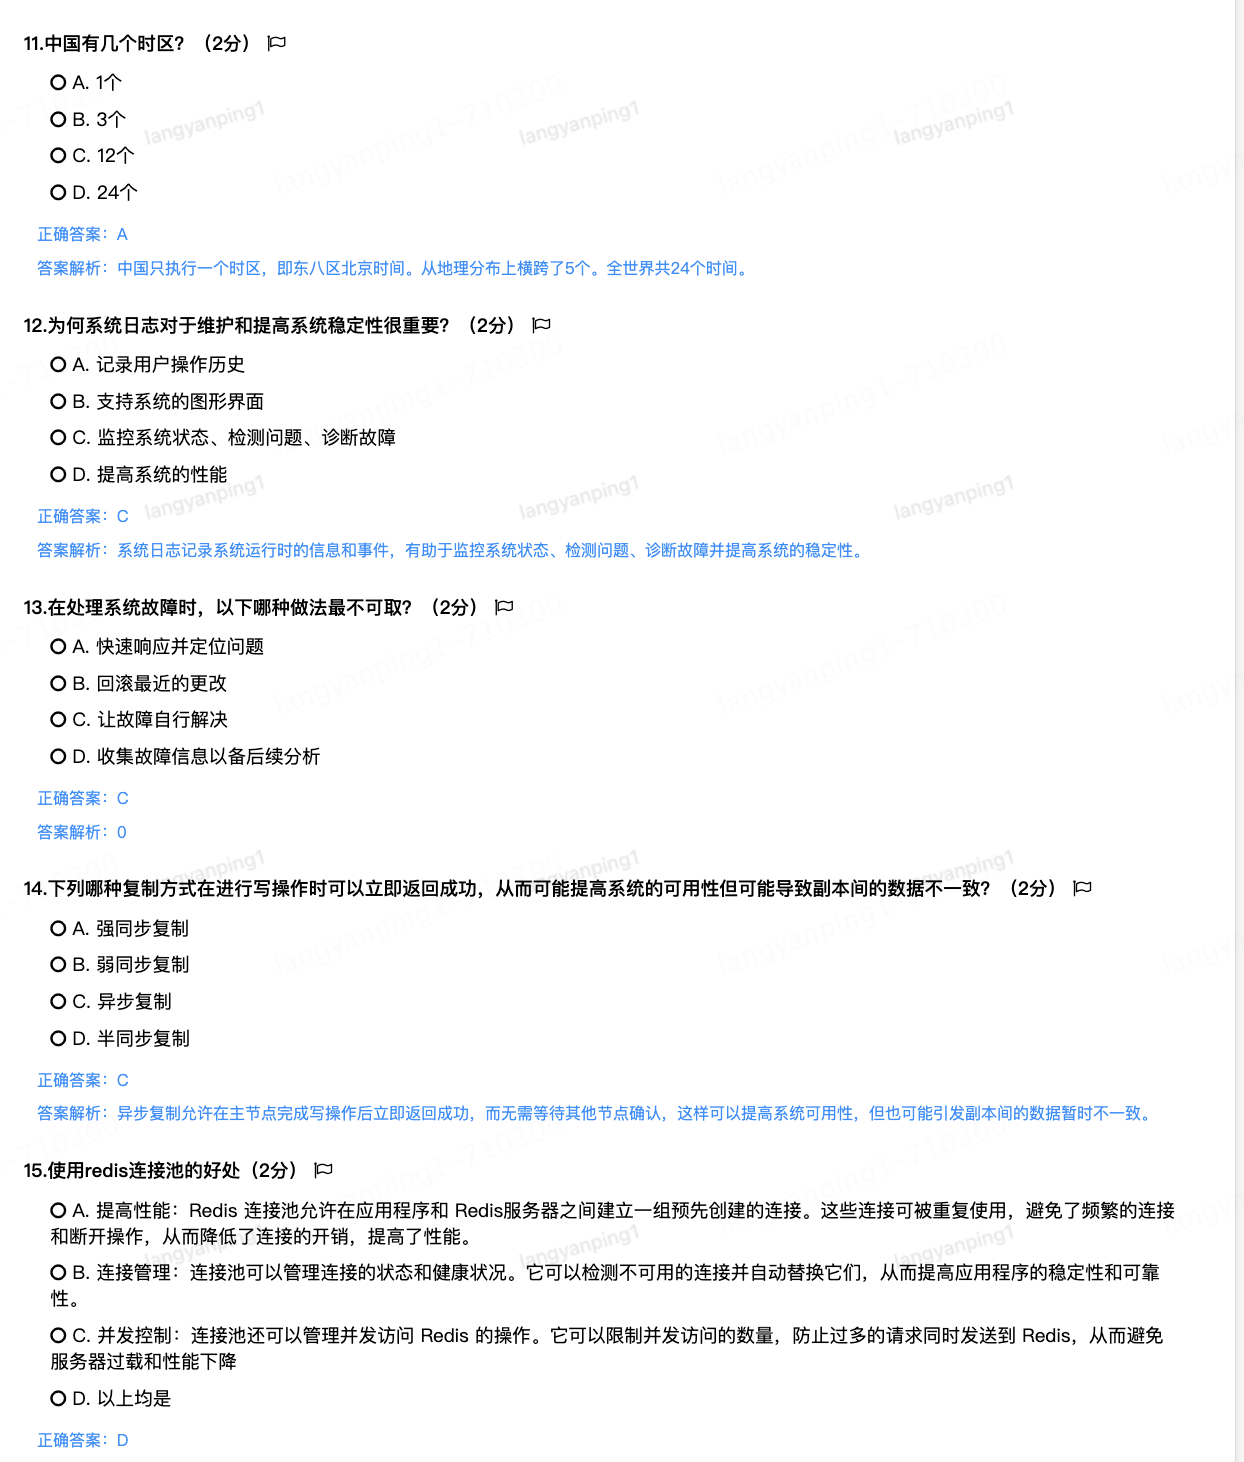 11.中国有几个时区？（2分）
A. 1个
B. 3个
C. 12个
D. 24个
正确答案：A
答案解析：中国只执行一个时区，即东八区北京时间。从地理分布上横跨了5个。全世界共24个时间。
12.为何系统日志对于维护和提高系统稳定性很重要？（2分）
A. 记录用户操作历史
B. 支持系统的图形界面
C. 监控系统状态、检测问题、诊断故障
D. 提高系统的性能
正确答案：C
答案解析：系统日志记录系统运行时的信息和事件，有助于监控系统状态、检测问题、诊断故障并提高系统的稳定性。
13.在处理系统故障时，以下哪种做法最不可取？（2分）
A. 快速响应并定位问题
B. 回滚最近的更改
C. 让故障自行解决
D. 收集故障信息以备后续分析
正确答案：C
答案解析：0
14.下列哪种复制方式在进行写操作时可以立即返回成功，从而可能提高系统的可用性但可能导致副本间的数据不一致？（2分）
A. 强同步复制
B. 弱同步复制
C. 异步复制
D. 半同步复制
正确答案：C
答案解析：异步复制允许在主节点完成写操作后立即返回成功，而无需等待其他节点确认，这样可以提高系统可用性，但也可能引发副本间的数据暂时不一致。
15.使用redis连接池的好处（2分）
A. 提高性能：Redis 连接池允许在应用程序和 Redis服务器之间建立一组预先创建的连接。这些连接可被重复使用，避免了频繁的连接
和断开操作，从而降低了连接的开销，提高了性能。
B. 连接管理：连接池可以管理连接的状态和健康状况。它可以检测不可用的连接并自动替换它们，从而提高应用程序的稳定性和可靠
性。
C. 并发控制：连接池还可以管理并发访问 Redis 的操作。它可以限制并发访问的数量，防止过多的请求同时发送到 Redis，从而避免
服务器过载和性能下降
D. 以上均是
正确答案：D
langyanping1
langyanping1
langyanping1
langyanping1
langyanping1
langyanping1
langyanping1-710300
langyanping1-710300